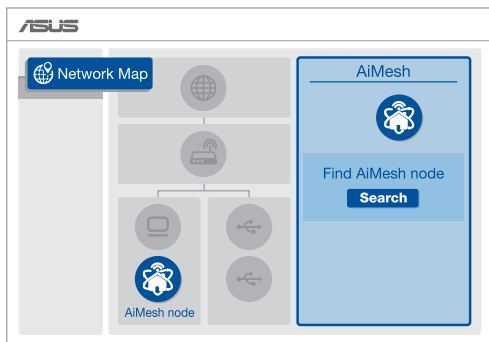 ASUS
Network Map
AiMesh
Find AiMesh node
Search
AiMesh node